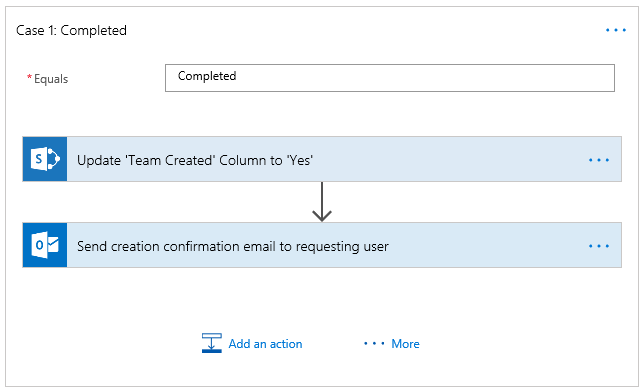 Case 1: Completed
*Equals
Completed
S
Update 'Team Created' Column to 'Yes'
O
Send creation confirmation email to requesting user
Add an action
More